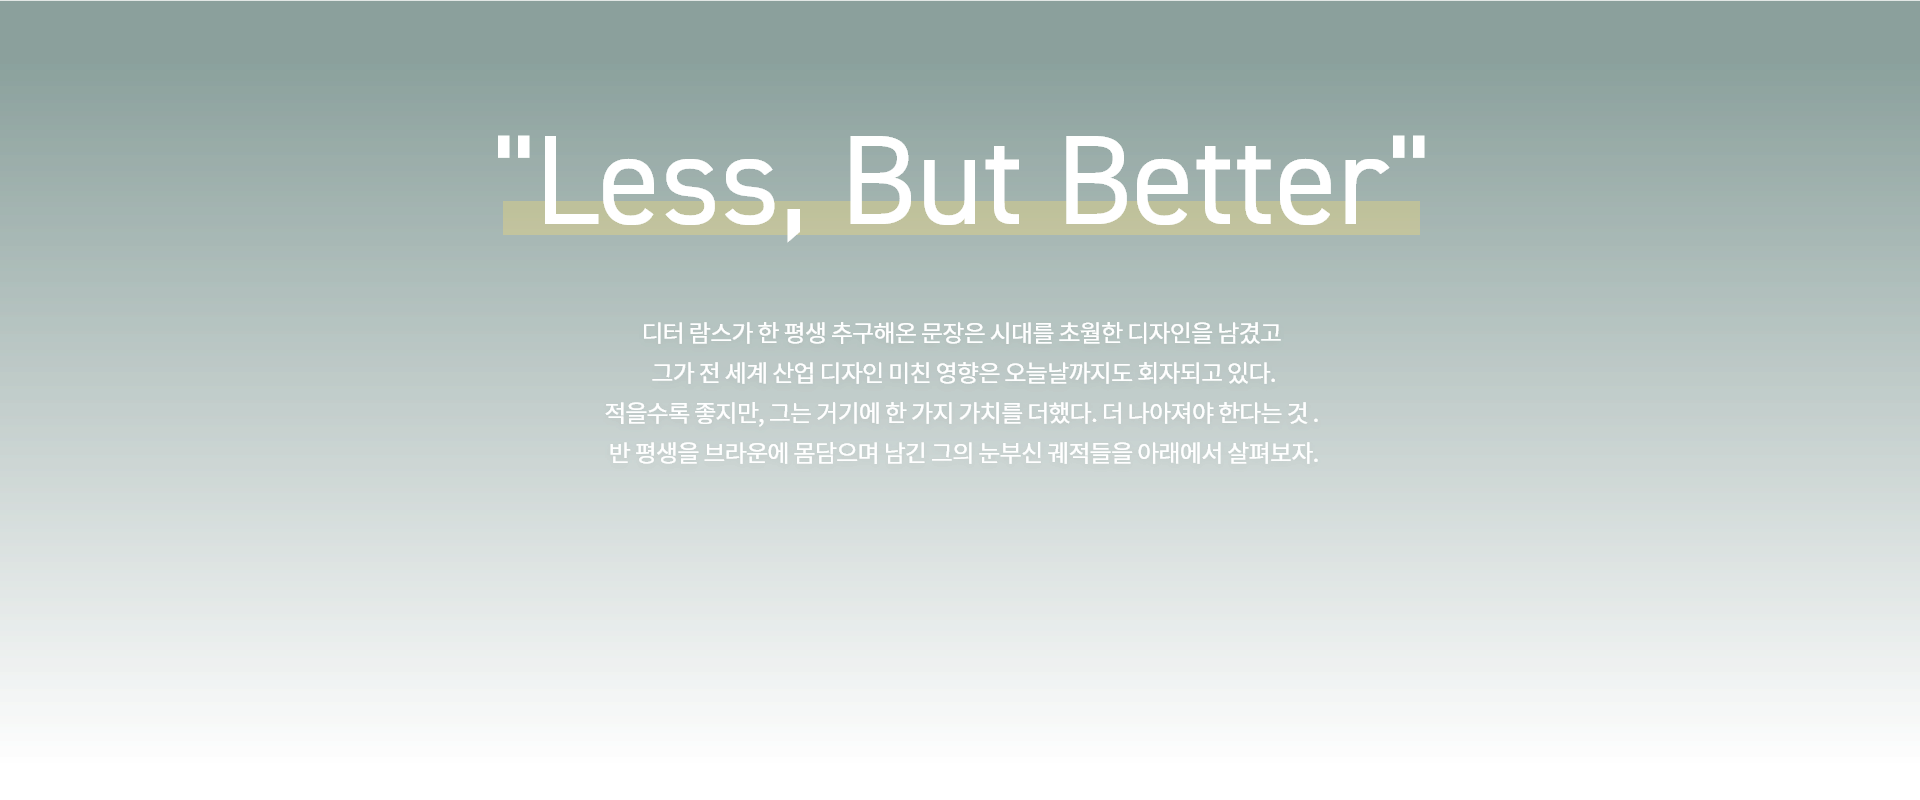 "Less, But Better"
디터 람스가 한 평생 추구해온 문장은 시대를 초월한 디자인을 남겼고
그가 전 세계 산업 디자인 미친 영향은 오늘날까지도 회자되고 있다.
적을수록 좋지만, 그는 거기에 한 가지 가치를 더했다. 더 나아져야 한다는 것 .
반 평생을 브라운에 몸담으며 남긴 그의 눈부신 궤적들을 아래에서 살펴보자.